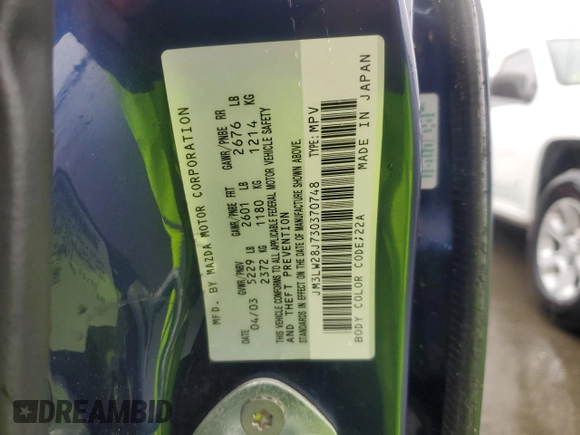 MFD. BY MAZDA MOTOR CORPORATION
DATE GVWR/PNBV GAWR/PNBE FRT GAWR/PNBE RR
04/03 5229 LB 2601 LB 2676 LB
2372 KG 1180 KG 1214 KG
THIS VEHICLE CONFORMS TO ALL APPLICABLE FEDERAL MOTOR VEHICLE SAFETY
AND THEFT PREVENTION
STANDARDS IN EFFECT ON THE DATE OF MANUFACTURE SHOWN ABOVE.
JM3LW28J730370748 TYPE: MPV
BODY COLOR CODE/22A MADE IN JAPAN
DREAMBID